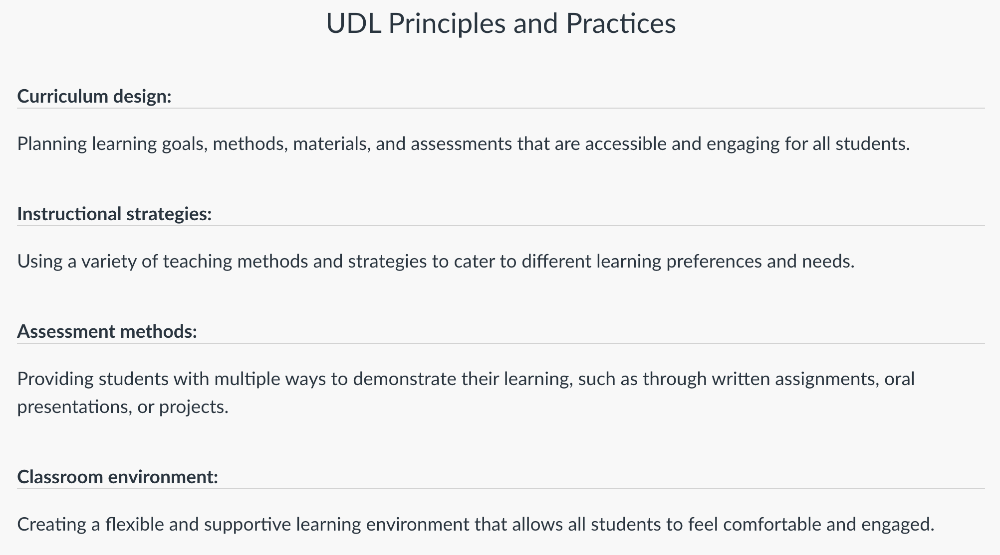 UDL Principles and Practices
Curriculum design:
Planning learning goals, methods, materials, and assessments that are accessible and engaging for all students.
Instructional strategies:
Using a variety of teaching methods and strategies to cater to different learning preferences and needs.
Assessment methods:
Providing students with multiple ways to demonstrate their learning, such as through written assignments, oral
presentations, or projects.
Classroom environment:
Creating a flexible and supportive learning environment that allows all students to feel comfortable and engaged.